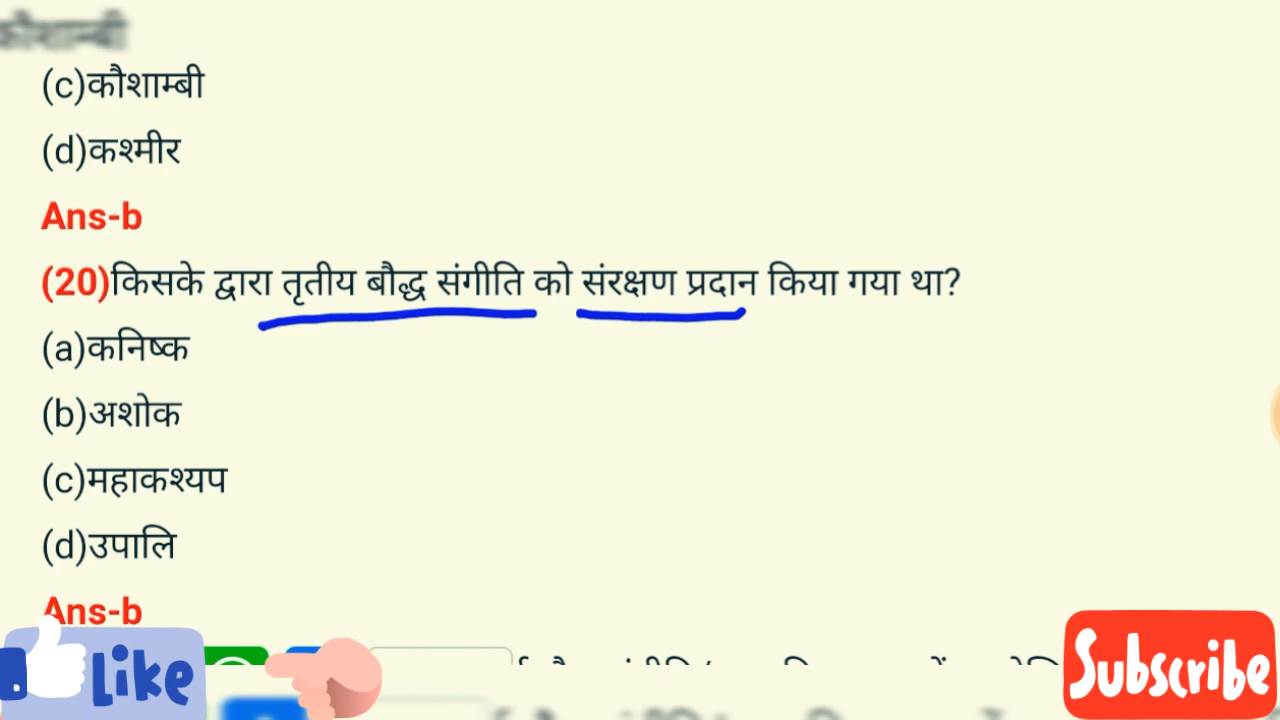 कौशाम्बी
(c)कौशाम्बी
(d)कश्मीर
Ans-b
(20)किसके द्वारा तृतीय बौद्ध संगीति को संरक्षण प्रदान किया गया था?
(a)कनिष्क
(b)अशोक
(c)महाकश्यप
(d)उपालि
Ans-b
Like
Subscribe